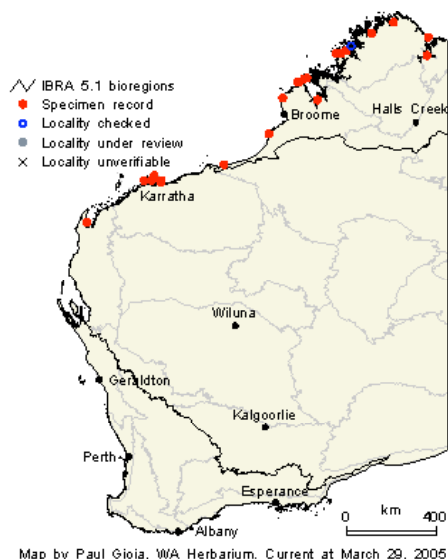 IBRA 5.1 bioregions
Specimen record
Locality checked
Locality under review
Locality unverifiable
Broome
Halls Creek
Karratha
Wiluna
Geraldton
Kalgoorlie
Perth
Esperance
Albany
km
0 400
Map by Paul Gioia. WA Herbarium. Current at March 29, 2005